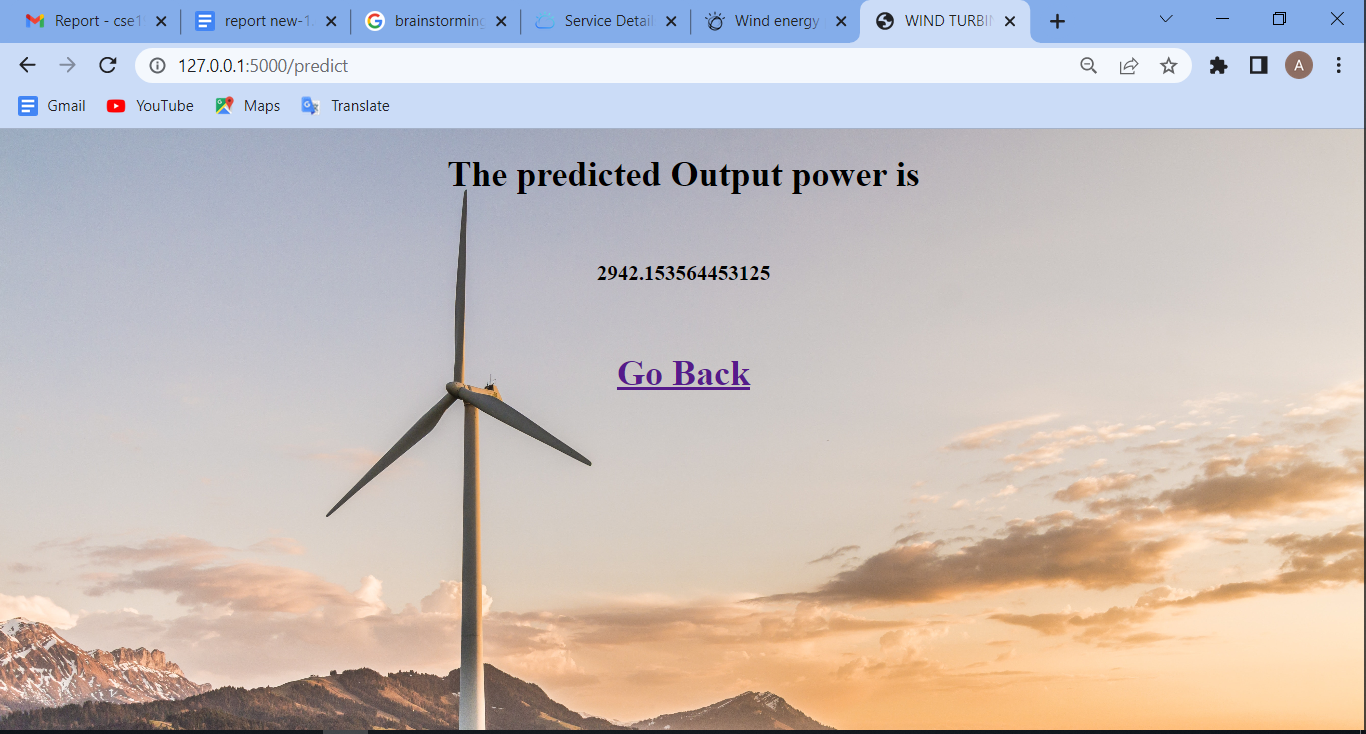 Report - cse1
report new-1.
brainstorming
Service Detail
Wind energy
WIND TURBIN
127.0.0.1:5000/predict
A
Gmail
YouTube
Maps
Translate
The predicted Output power is
2942.153564453125
Go Back